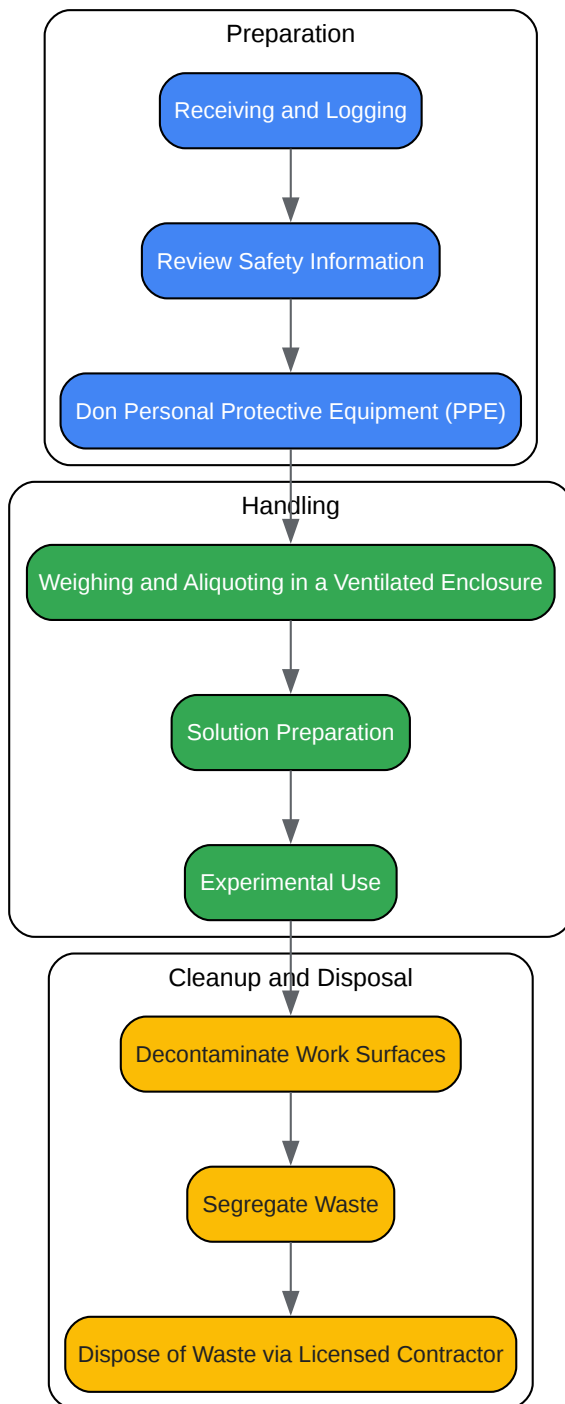 Preparation
Receiving and Logging
Review Safety Information
Don Personal Protective Equipment (PPE)
Handling
Weighing and Aliquoting in a Ventilated Enclosure
Solution Preparation
Experimental Use
Cleanup and Disposal
Decontaminate Work Surfaces
Segregate Waste
Dispose of Waste via Licensed Contractor